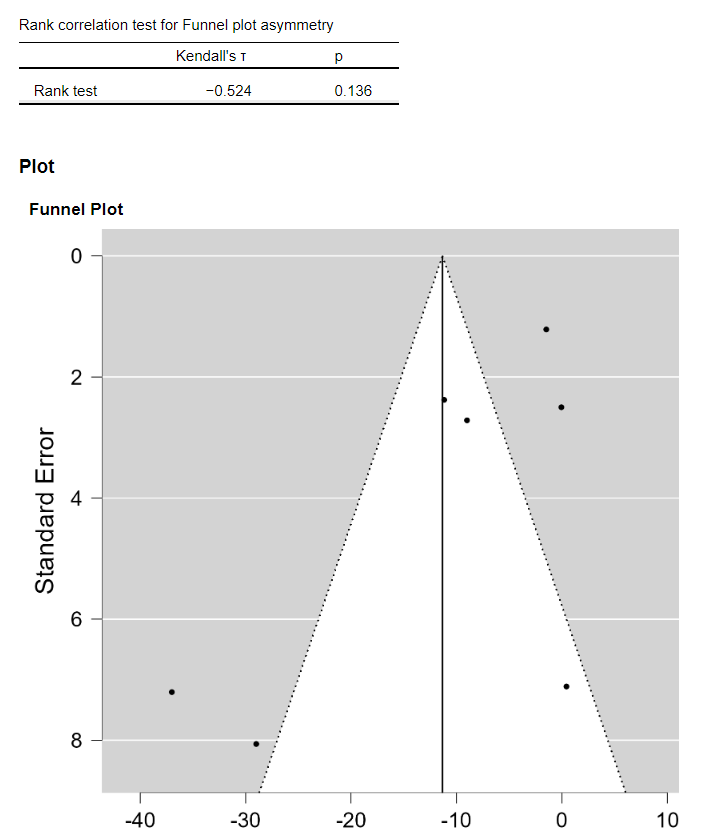 Rank correlation test for Funnel plot asymmetry
Kendall's τ p
Rank test −0.524 0.136
Plot
Funnel Plot
0
2
4
6
8
Standard Error
-40 -30 -20 -10 0 10